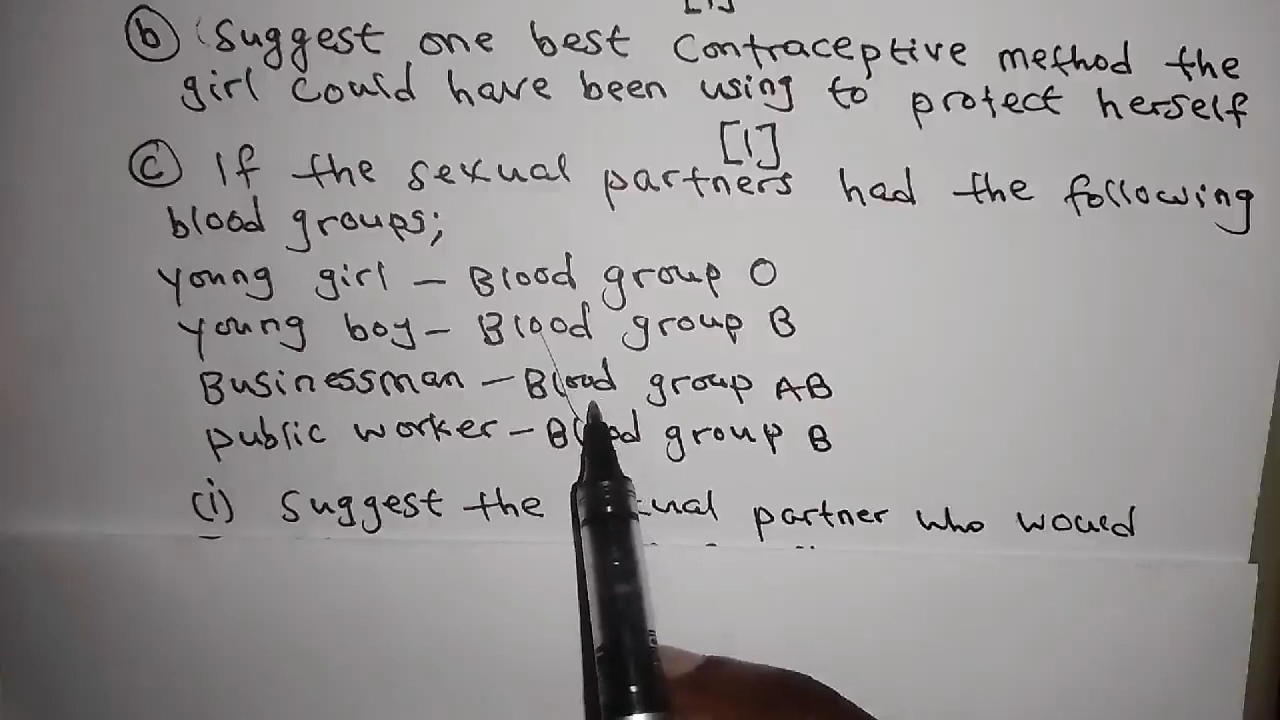 [1]
(b) Suggest one best contraceptive method the
girl could have been using to protect herself
[1]
(c) If the sexual partners had the following
blood groups;
young girl - Blood group O
young boy - Blood group B
Businessman - Blood group AB
public worker - Blood group B
(i) Suggest the partner who would